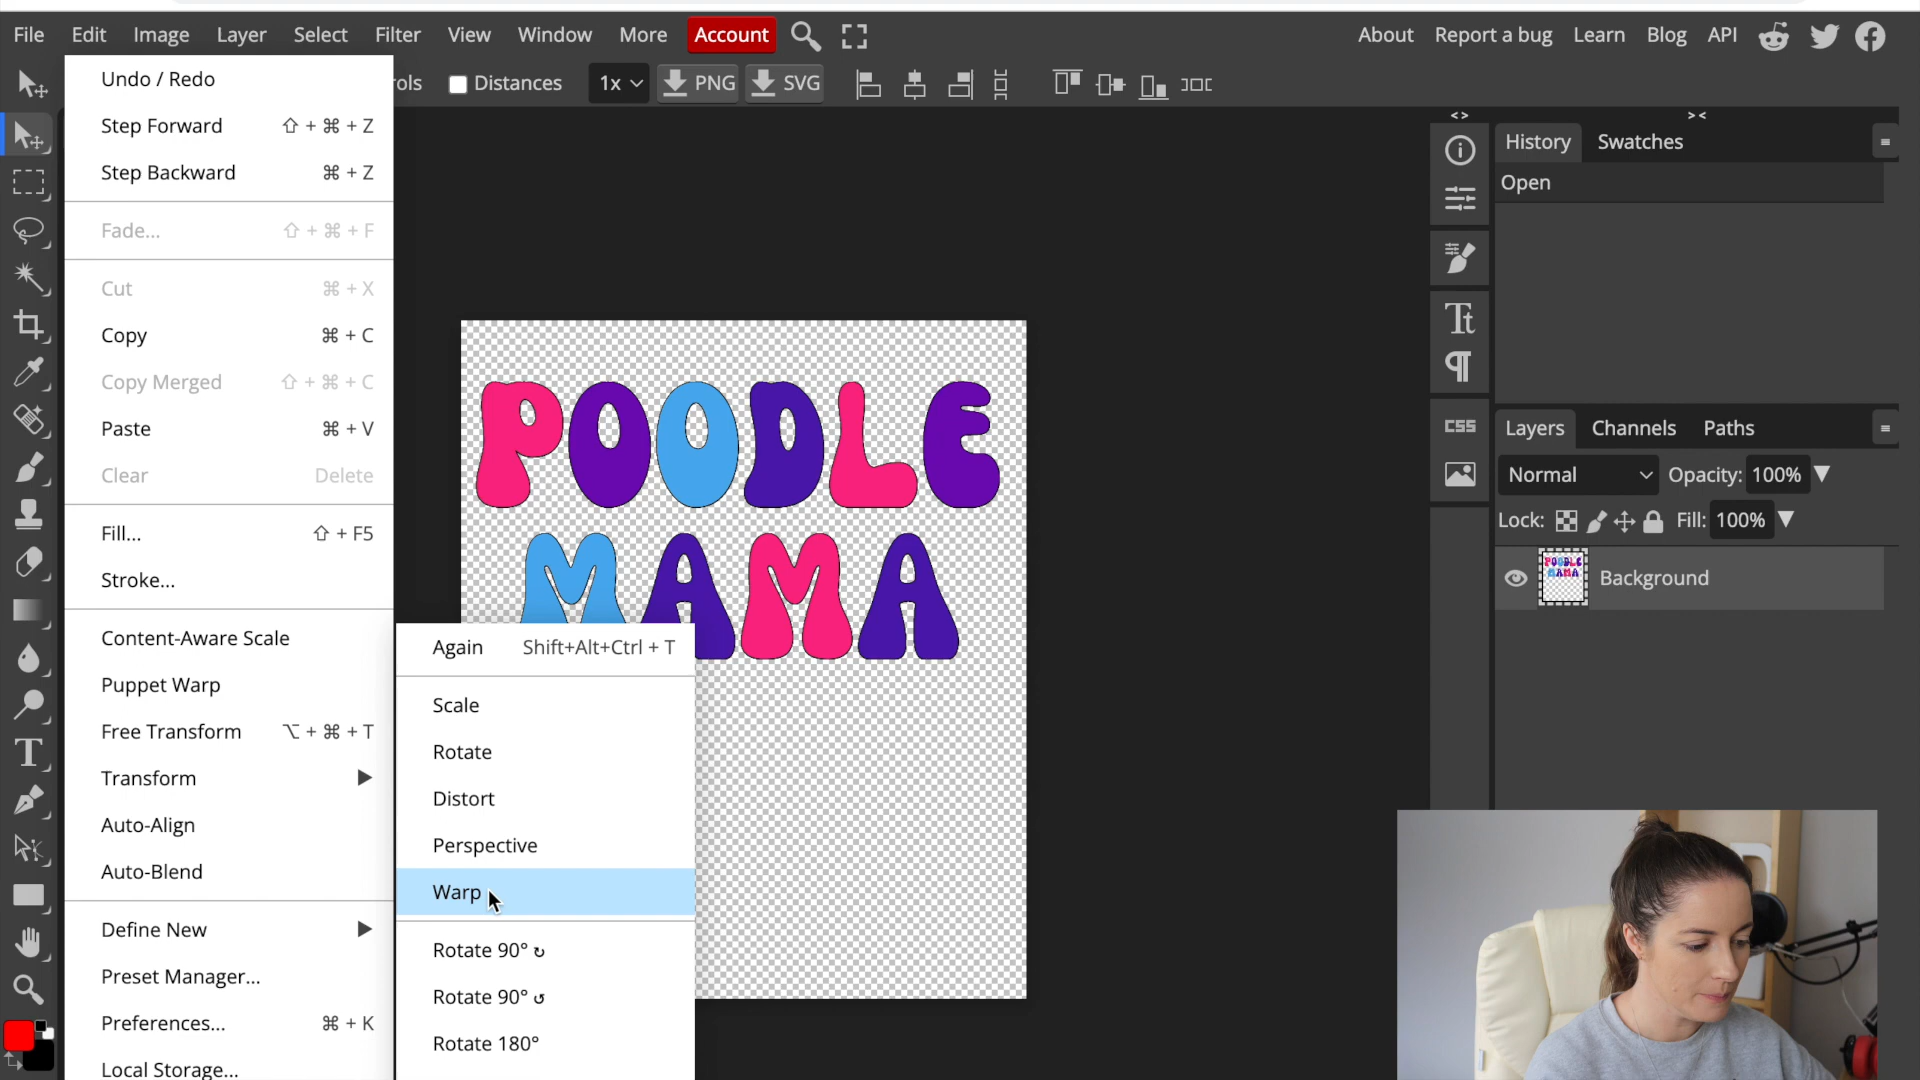 File Edit Image Layer Select Filter View Window More Account About Report a bug Learn Blog API
rols Distances 1x PNG SVG
Undo / Redo
Step Forward ⇧ + ⌘ + Z
Step Backward ⌘ + Z
Fade... ⇧ + ⌘ + F
Cut ⌘ + X
Copy ⌘ + C
Copy Merged ⇧ + ⌘ + C
Paste ⌘ + V
Clear Delete
Fill... ⇧ + F5
Stroke...
Content-Aware Scale
Puppet Warp
Free Transform ⌥ + ⌘ + T
Transform
Auto-Align
Auto-Blend
Define New
Preset Manager...
Preferences... ⌘ + K
Local Storage...
Again Shift+Alt+Ctrl + T
Scale
Rotate
Distort
Perspective
Warp
Rotate 90° ↻
Rotate 90° ↺
Rotate 180°
POODLE
MAMA
< > > <
History Swatches
Open
CSS
Layers Channels Paths
Normal Opacity: 100%
Lock: Fill: 100%
POODLE
MAMA
Background